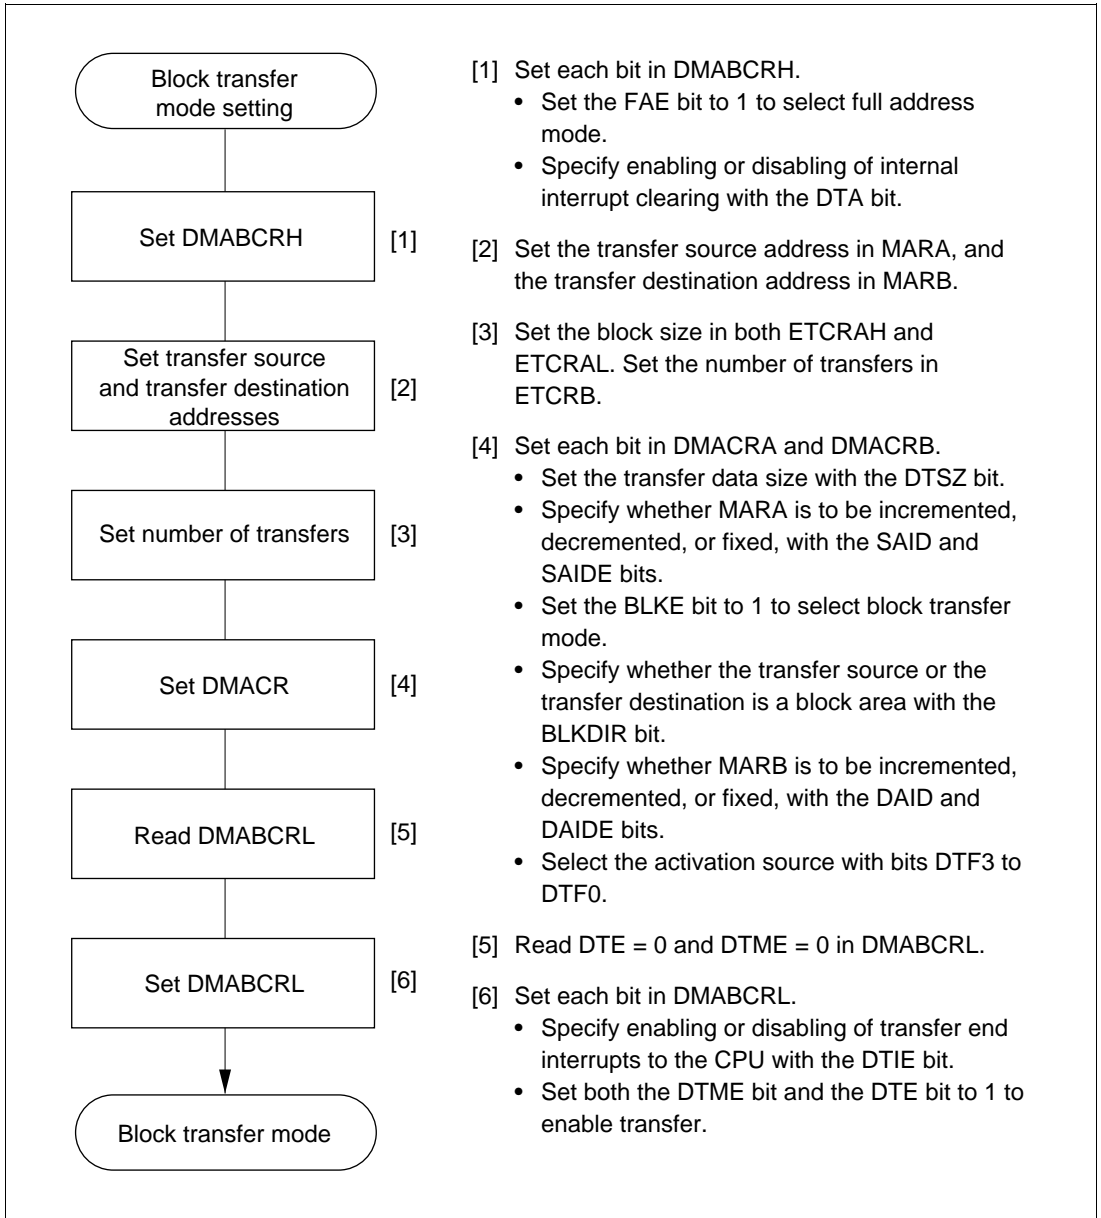 Block transfer
mode setting
Set DMABCRH
[1]
Set transfer source
and transfer destination
addresses
[2]
Set number of transfers
[3]
Set DMACR
[4]
Read DMABCRL
[5]
Set DMABCRL
[6]
Block transfer mode
[1] Set each bit in DMABCRH.
• Set the FAE bit to 1 to select full address
mode.
• Specify enabling or disabling of internal
interrupt clearing with the DTA bit.
[2] Set the transfer source address in MARA, and
the transfer destination address in MARB.
[3] Set the block size in both ETCRAH and
ETCRAL. Set the number of transfers in
ETCRB.
[4] Set each bit in DMACRA and DMACRB.
• Set the transfer data size with the DTSZ bit.
• Specify whether MARA is to be incremented,
decremented, or fixed, with the SAID and
SAIDE bits.
• Set the BLKE bit to 1 to select block transfer
mode.
• Specify whether the transfer source or the
transfer destination is a block area with the
BLKDIR bit.
• Specify whether MARB is to be incremented,
decremented, or fixed, with the DAID and
DAIDE bits.
• Select the activation source with bits DTF3 to
DTF0.
[5] Read DTE = 0 and DTME = 0 in DMABCRL.
[6] Set each bit in DMABCRL.
• Specify enabling or disabling of transfer end
interrupts to the CPU with the DTIE bit.
• Set both the DTME bit and the DTE bit to 1 to
enable transfer.